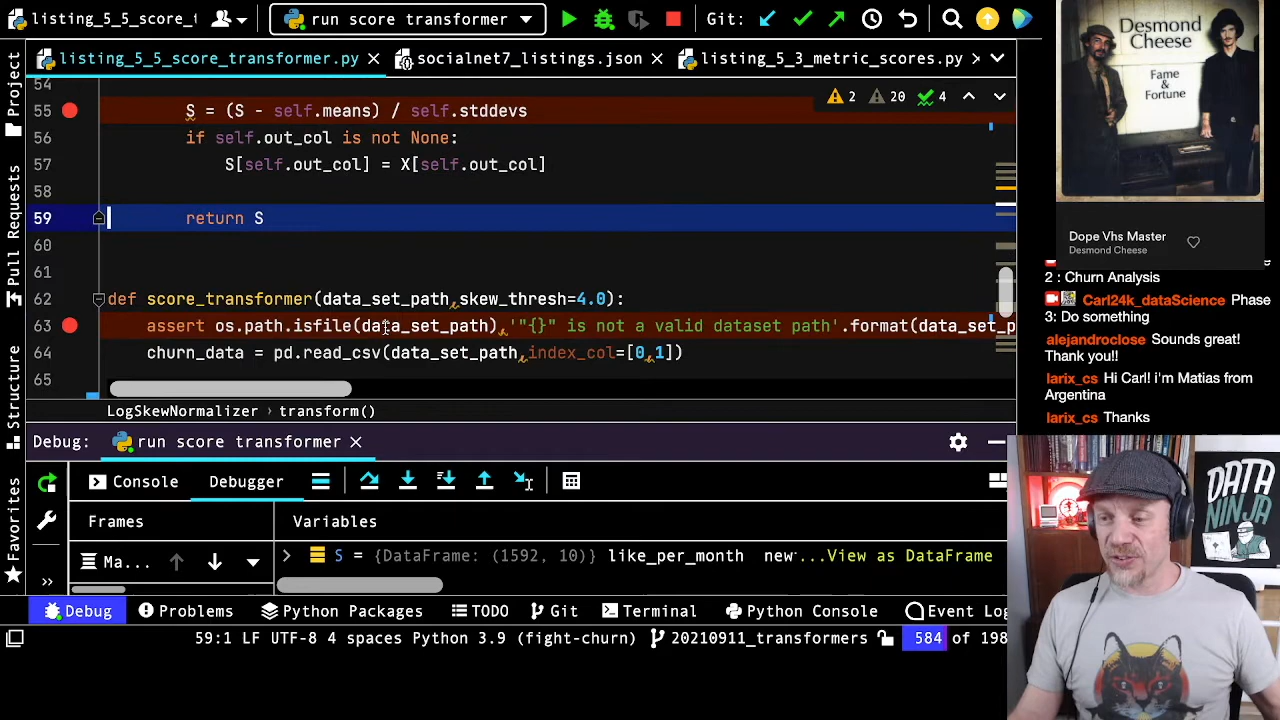 listing_5_5_score_t
run score transformer
Git:
Desmond
Cheese
Fame
&
Fortune
listing_5_5_score_transformer.py
socialnet7_listings.json
listing_5_3_metric_scores.py
Project
Pull Requests
Structure
Favorites
54
2 20 4
55 S = (S - self.means) / self.stddevs
56 if self.out_col is not None:
57 S[self.out_col] = X[self.out_col]
58
59 return S
60
61
62 def score_transformer(data_set_path,skew_thresh=4.0):
63 assert os.path.isfile(data_set_path),'"{}" is not a valid dataset path'.format(data_set_p
64 churn_data = pd.read_csv(data_set_path,index_col=[0,1])
65
LogSkewNormalizer › transform()
Dope Vhs Master
Desmond Cheese
2 : Churn Analysis
Carl24k_dataScience Phase
3: Do something
alejandroclose Sounds great!
Thank you!!
larix_cs Hi Carl! i'm Matias from
Argentina
larix_cs Thanks
Debug: run score transformer
Console Debugger
Frames Variables
Ma... S = {DataFrame: (1592, 10)} like_per_month new...View as DataFrame
Debug Problems Python Packages TODO Git Terminal Python Console Event Log
59:1 LF UTF-8 4 spaces Python 3.9 (fight-churn) 20210911_transformers 584 of 198
DATA
NINJA